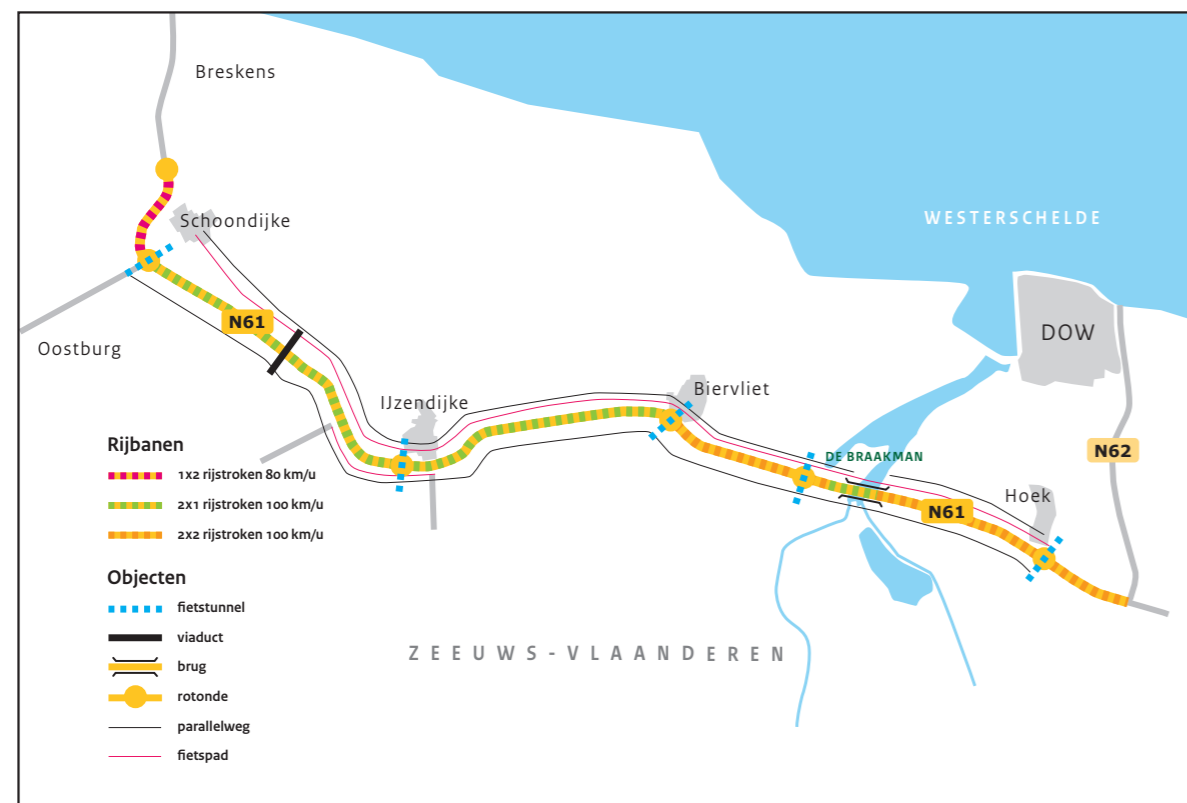 Breskens
Schoondijke
WESTERSCHELDE
N61
DOW
Oostburg
Biervliet
IJzendijke
N62
DE BRAAKMAN
Hoek
N61
ZEEUWS-VLAANDEREN
Rijbanen
1x2 rijstroken 80 km/u
2x1 rijstroken 100 km/u
2x2 rijstroken 100 km/u
Objecten
fietstunnel
viaduct
brug
rotonde
parallelweg
fietspad